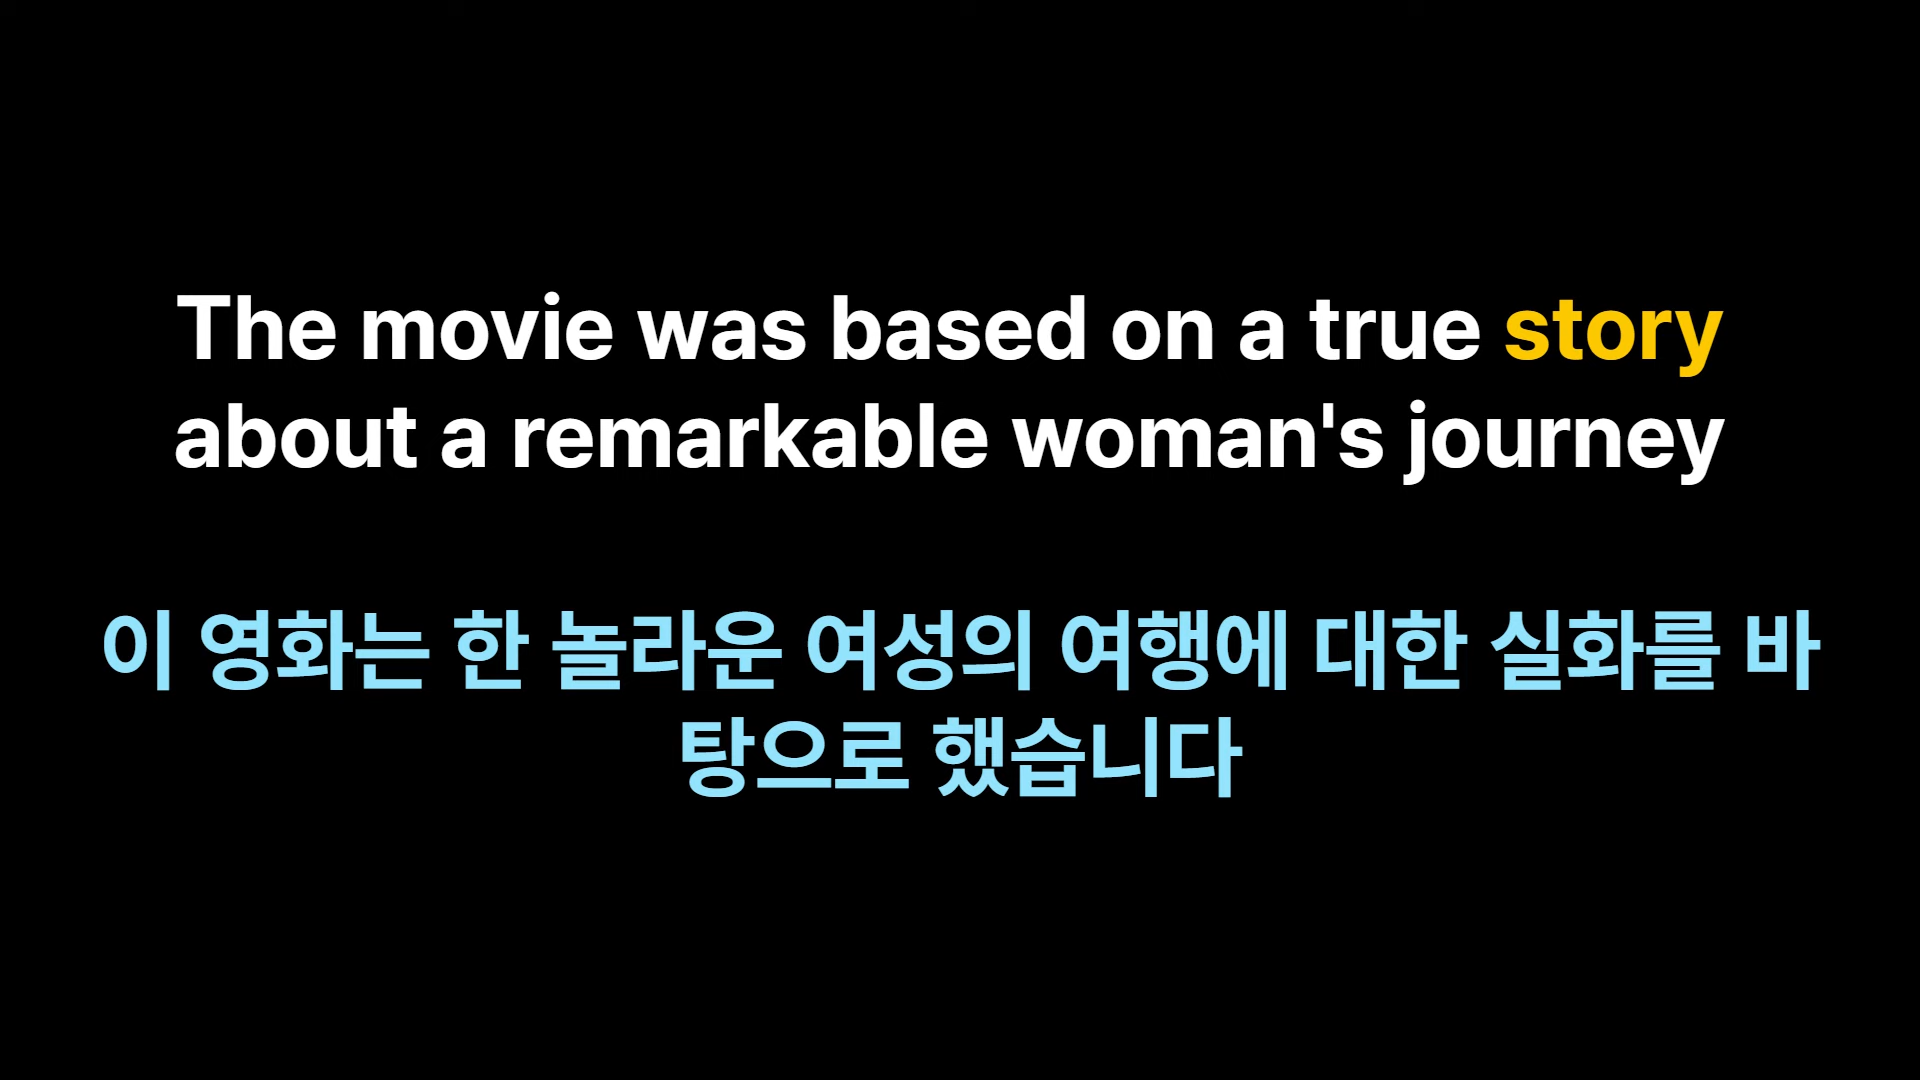 The movie was based on a true story
about a remarkable woman's journey
이 영화는 한 놀라운 여성의 여행에 대한 실화를 바
탕으로 했습니다